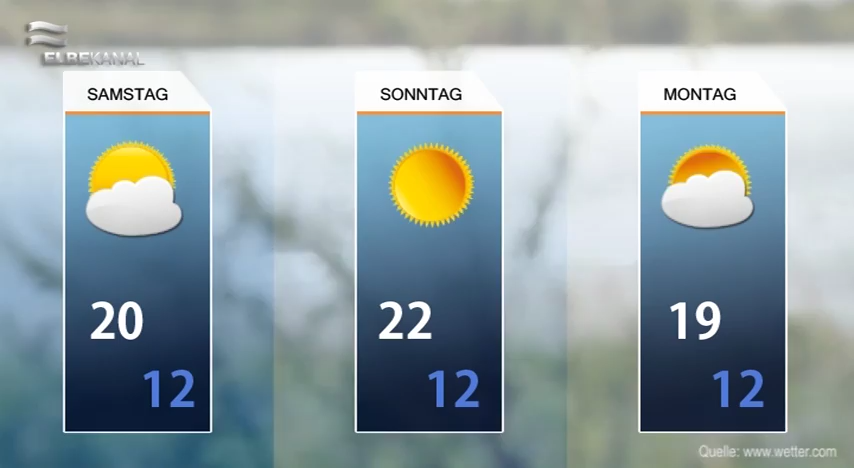 ELBEKANAL
SAMSTAG
SONNTAG
MONTAG
20
22
19
12
12
12
Quelle: www.wetter.com